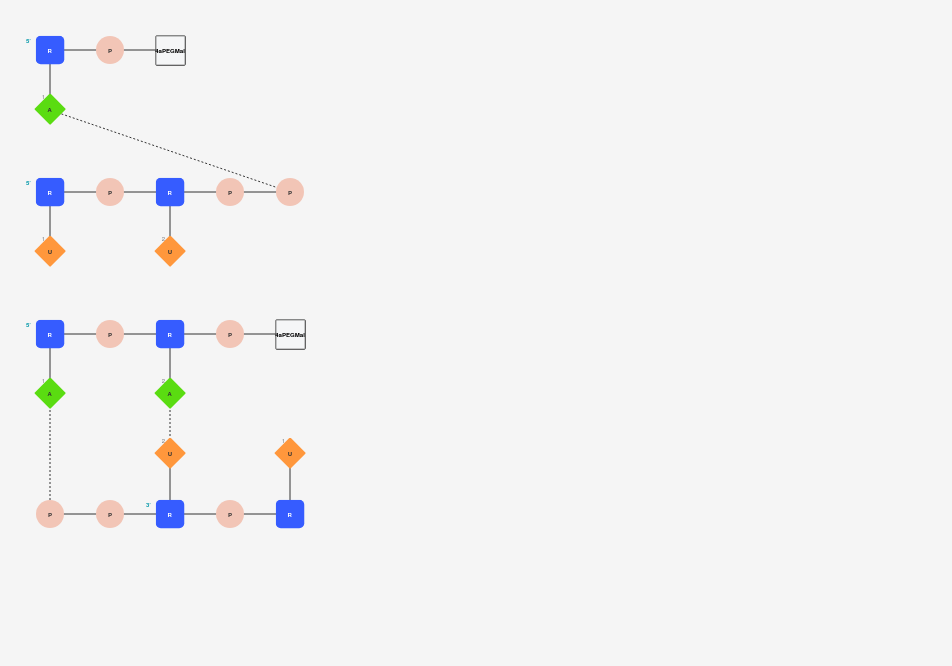 5'
R P 4aPEGMal
1
A
5'
R P R P P
1 2
U U
5'
R P R P 4aPEGMal
1 2
A A
2 1
U U
3'
P P R P R